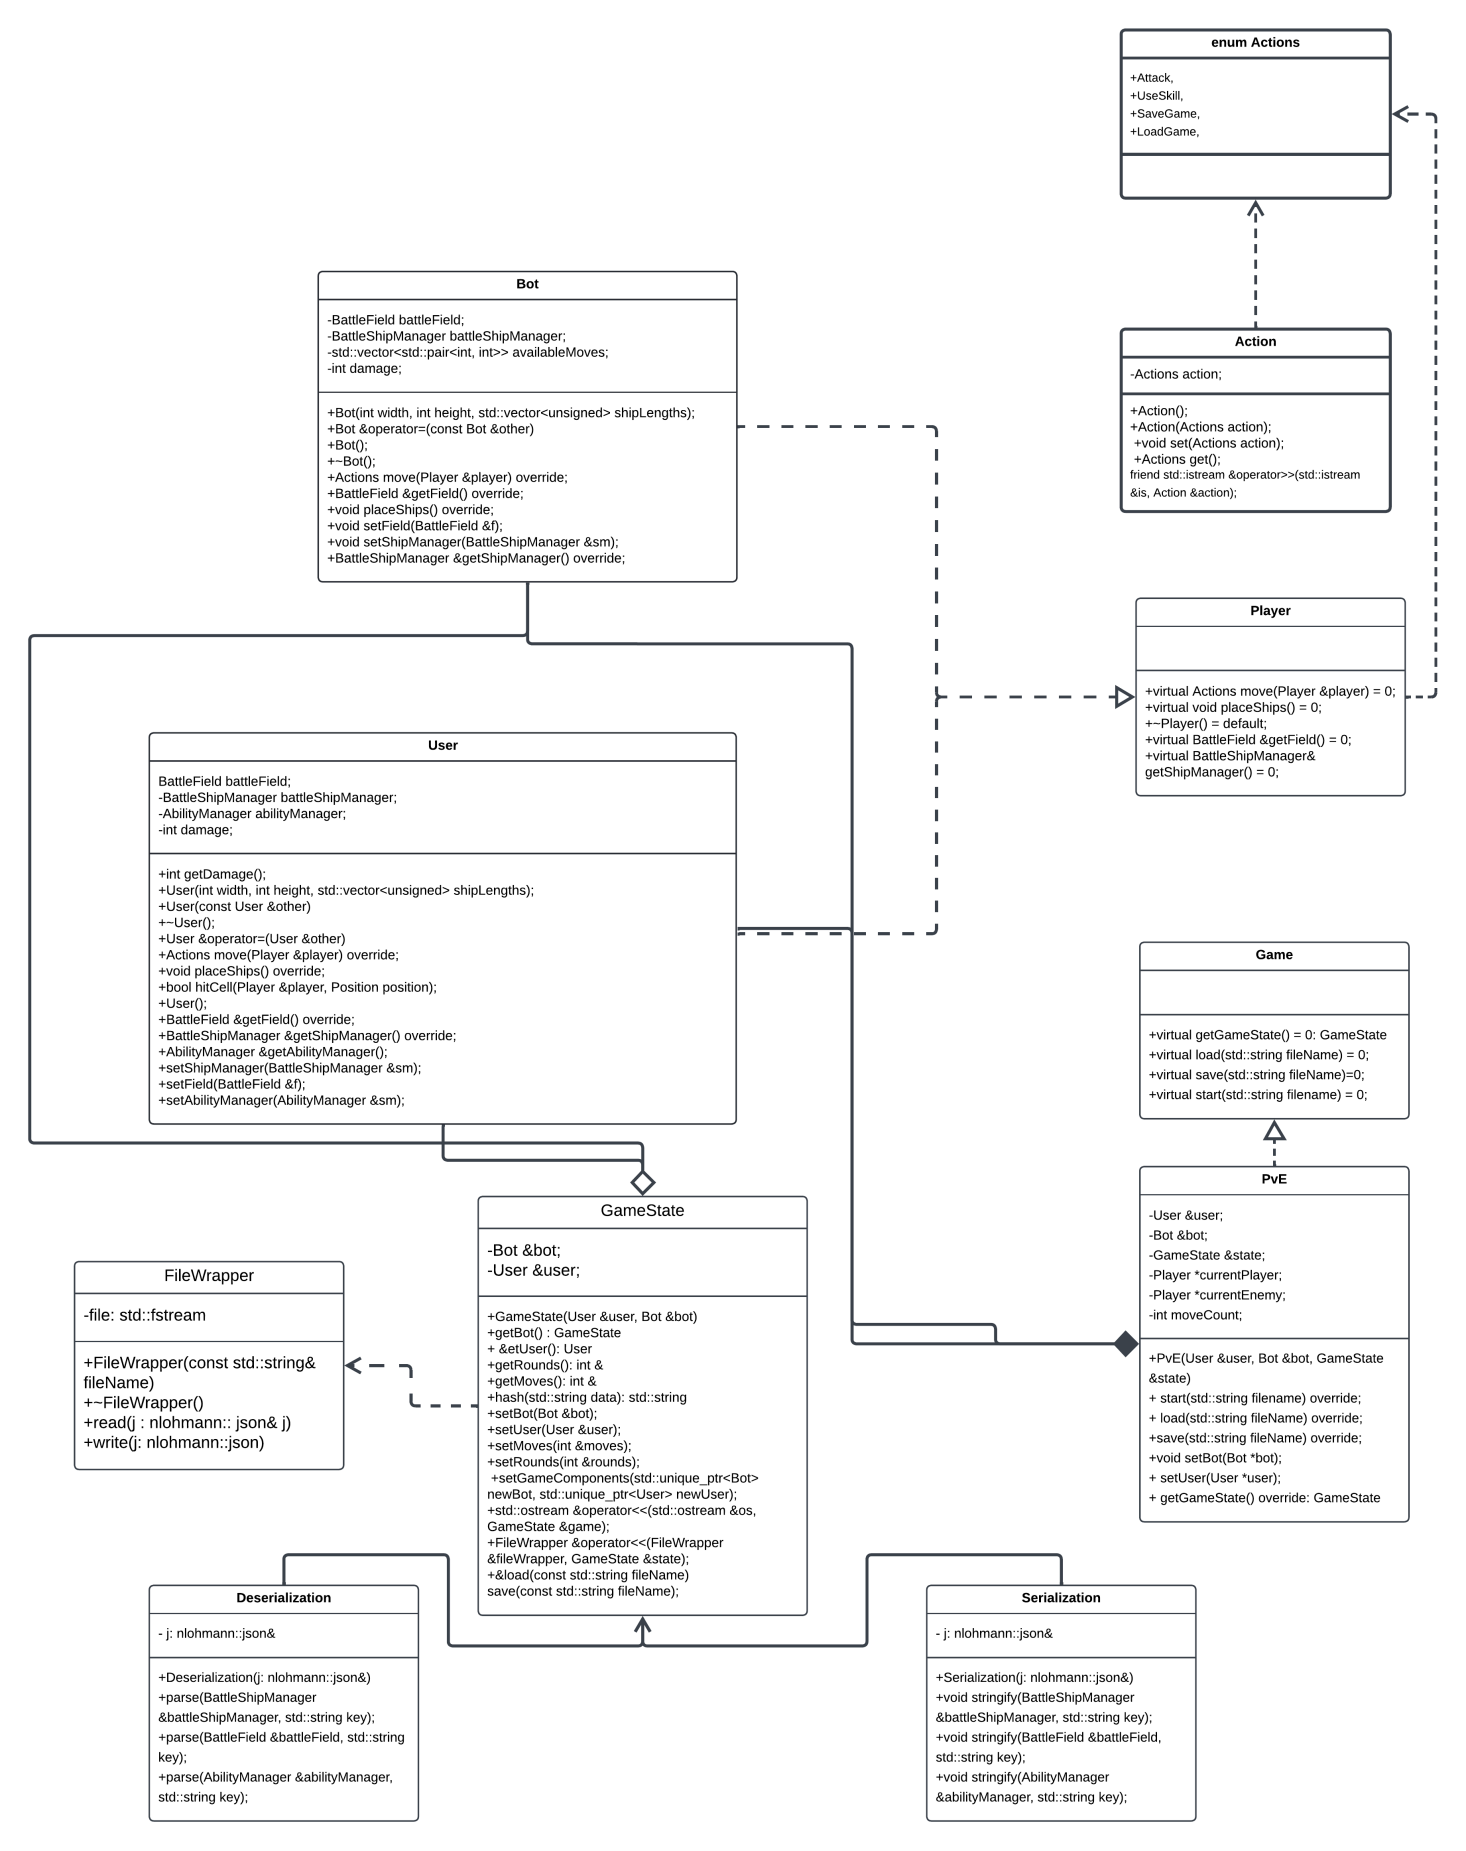 enum Actions
+Attack,
+UseSkill,
+SaveGame,
+LoadGame,
Bot
-BattleField battleField;
-BattleShipManager battleShipManager;
-std::vector<std::pair<int, int>> availableMoves;
-int damage;
+Bot(int width, int height, std::vector<unsigned> shipLengths);
+Bot &operator=(const Bot &other)
+Bot();
+~Bot();
+Actions move(Player &player) override;
+BattleField &getField() override;
+void placeShips() override;
+void setField(BattleField &f);
+void setShipManager(BattleShipManager &sm);
+BattleShipManager &getShipManager() override;
Action
-Actions action;
+Action();
+Action(Actions action);
+void set(Actions action);
+Actions get();
friend std::istream &operator>>(std::istream
&is, Action &action);
Player
+virtual Actions move(Player &player) = 0;
+virtual void placeShips() = 0;
+~Player() = default;
+virtual BattleField &getField() = 0;
+virtual BattleShipManager&
getShipManager() = 0;
User
BattleField battleField;
-BattleShipManager battleShipManager;
-AbilityManager abilityManager;
-int damage;
+int getDamage();
+User(int width, int height, std::vector<unsigned> shipLengths);
+User(const User &other)
+~User();
+User &operator=(User &other)
+Actions move(Player &player) override;
+void placeShips() override;
+bool hitCell(Player &player, Position position);
+User();
+BattleField &getField() override;
+BattleShipManager &getShipManager() override;
+AbilityManager &getAbilityManager();
+setShipManager(BattleShipManager &sm);
+setField(BattleField &f);
+setAbilityManager(AbilityManager &sm);
Game
+virtual getGameState() = 0: GameState
+virtual load(std::string fileName) = 0;
+virtual save(std::string fileName)=0;
+virtual start(std::string filename) = 0;
PvE
-User &user;
-Bot &bot;
-GameState &state;
-Player *currentPlayer;
-Player *currentEnemy;
-int moveCount;
+PvE(User &user, Bot &bot, GameState
&state)
+ start(std::string filename) override;
+ load(std::string fileName) override;
+save(std::string fileName) override;
+void setBot(Bot *bot);
+ setUser(User *user);
+ getGameState() override: GameState
GameState
-Bot &bot;
-User &user;
+GameState(User &user, Bot &bot)
+getBot() : GameState
+ &etUser(): User
+getRounds(): int &
+getMoves(): int &
+hash(std::string data): std::string
+setBot(Bot &bot);
+setUser(User &user);
+setMoves(int &moves);
+setRounds(int &rounds);
+setGameComponents(std::unique_ptr<Bot>
newBot, std::unique_ptr<User> newUser);
+std::ostream &operator<<(std::ostream &os,
GameState &game);
+FileWrapper &operator<<(FileWrapper
&fileWrapper, GameState &state);
+&load(const std::string fileName)
save(const std::string fileName);
FileWrapper
-file: std::fstream
+FileWrapper(const std::string&
fileName)
+~FileWrapper()
+read(j : nlohmann:: json& j)
+write(j: nlohmann::json)
Deserialization
- j: nlohmann::json&
+Deserialization(j: nlohmann::json&)
+parse(BattleShipManager
&battleShipManager, std::string key);
+parse(BattleField &battleField, std::string
key);
+parse(AbilityManager &abilityManager,
std::string key);
Serialization
- j: nlohmann::json&
+Serialization(j: nlohmann::json&)
+void stringify(BattleShipManager
&battleShipManager, std::string key);
+void stringify(BattleField &battleField,
std::string key);
+void stringify(AbilityManager
&abilityManager, std::string key);